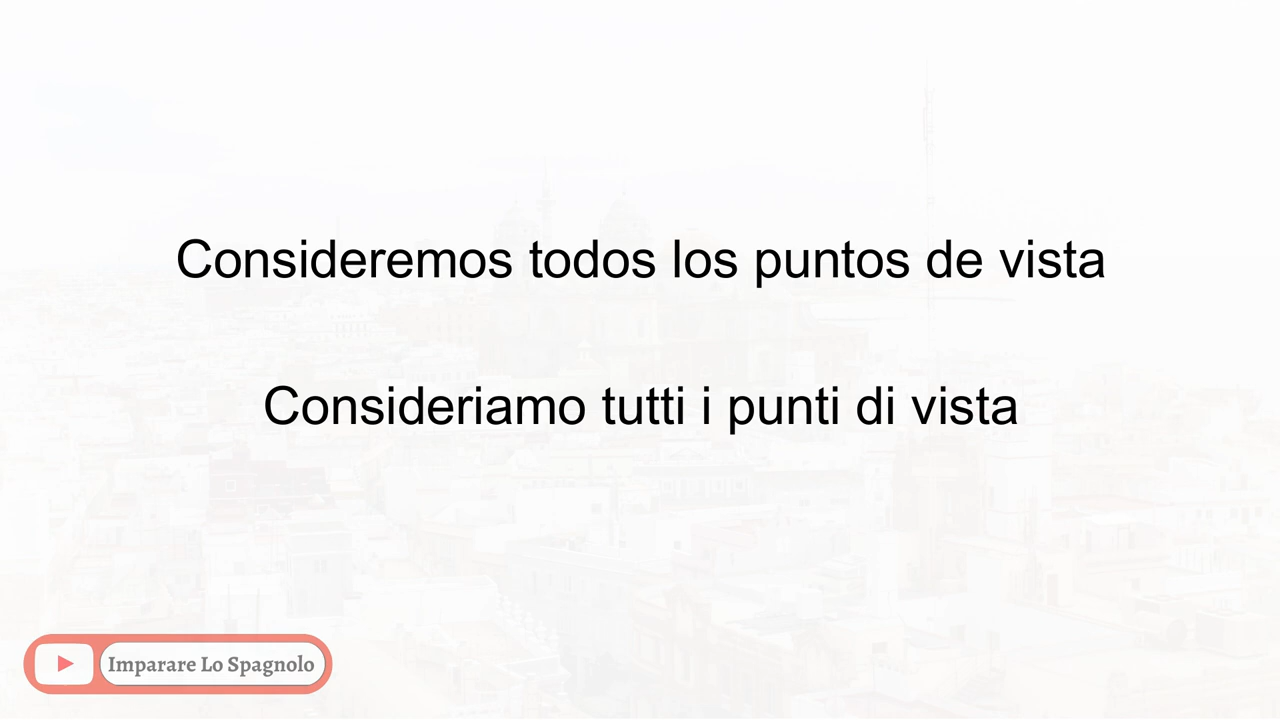 Consideremos todos los puntos de vista
Consideriamo tutti i punti di vista
Imparare Lo Spagnolo